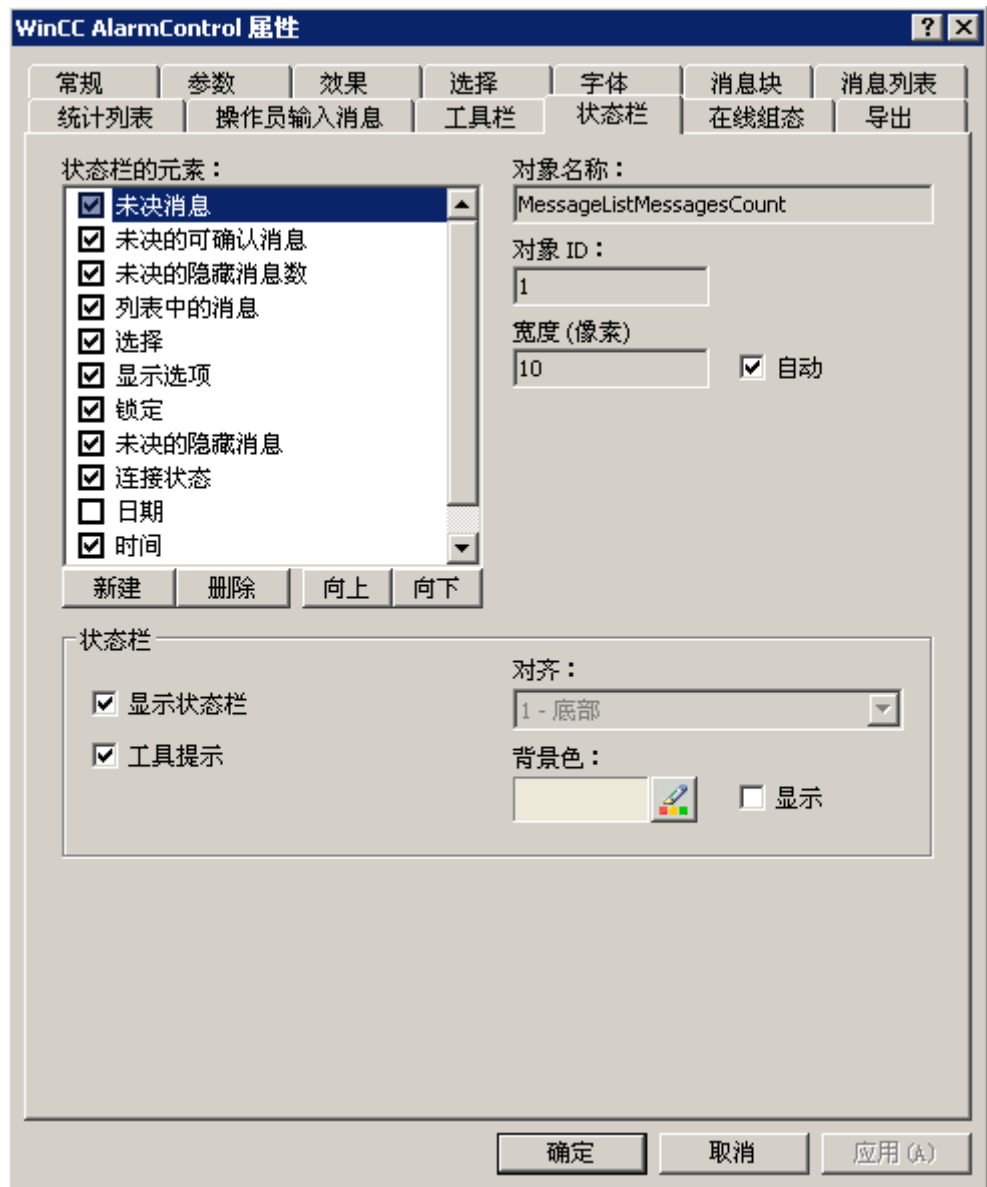 WinCC AlarmControl 属性
常规 参数 效果 选择 字体 消息块 消息列表
统计列表 操作员输入消息 工具栏 状态栏 在线组态 导出
状态栏的元素：
未决消息
未决的可确认消息
未决的隐藏消息数
列表中的消息
选择
显示选项
锁定
未决的隐藏消息
连接状态
日期
时间
新建 删除 向上 向下
对象名称：
MessageListMessagesCount
对象 ID：
1
宽度 (像素)
10 自动
状态栏
显示状态栏
工具提示
对齐：
1 - 底部
背景色：
显示
确定 取消 应用 (A)